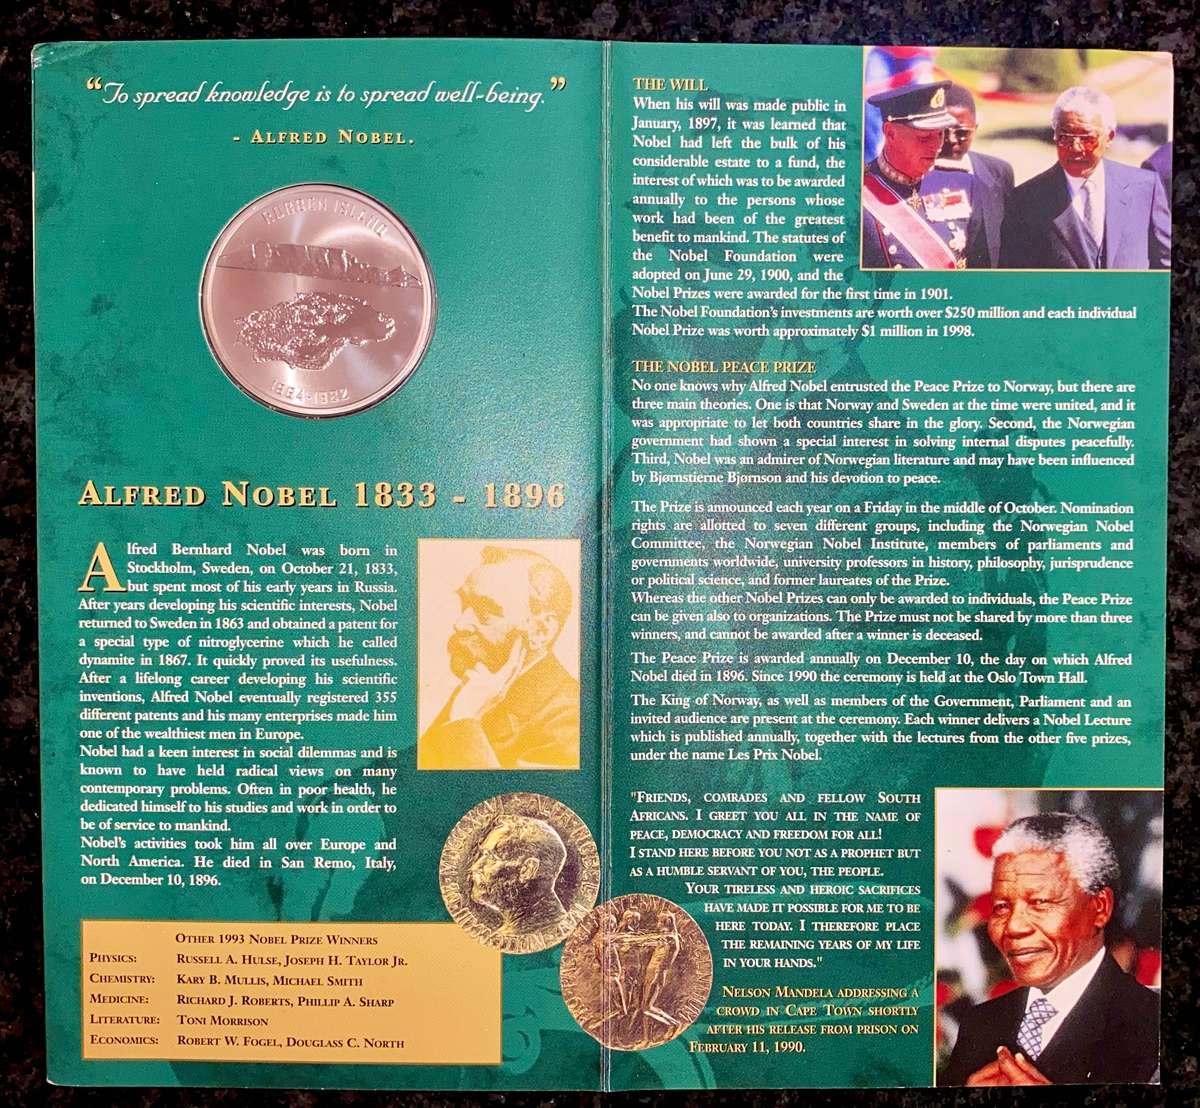 “To spread knowledge is to spread well-being.”
- ALFRED NOBEL.
ROBBEN ISLAND
1964-1982
ALFRED NOBEL 1833 - 1896
Alfred Bernhard Nobel was born in
Stockholm, Sweden, on October 21, 1833,
but spent most of his early years in Russia.
After years developing his scientific interests, Nobel
returned to Sweden in 1863 and obtained a patent for
a special type of nitroglycerine which he called
dynamite in 1867. It quickly proved its usefulness.
After a lifelong career developing his scientific
inventions, Alfred Nobel eventually registered 355
different patents and his many enterprises made him
one of the wealthiest men in Europe.
Nobel had a keen interest in social dilemmas and is
known to have held radical views on many
contemporary problems. Often in poor health, he
dedicated himself to his studies and work in order to
be of service to mankind.
Nobel's activities took him all over Europe and
North America. He died in San Remo, Italy,
on December 10, 1896.
OTHER 1993 NOBEL PRIZE WINNERS
PHYSICS: RUSSELL A. HULSE, JOSEPH H. TAYLOR JR.
CHEMISTRY: KARY B. MULLIS, MICHAEL SMITH
MEDICINE: RICHARD J. ROBERTS, PHILLIP A. SHARP
LITERATURE: TONI MORRISON
ECONOMICS: ROBERT W. FOGEL, DOUGLASS C. NORTH
THE WILL
When his will was made public in
January, 1897, it was learned that
Nobel had left the bulk of his
considerable estate to a fund, the
interest of which was to be awarded
annually to the persons whose
work had been of the greatest
benefit to mankind. The statutes of
the Nobel Foundation were
adopted on June 29, 1900, and the
Nobel Prizes were awarded for the first time in 1901.
The Nobel Foundation's investments are worth over $250 million and each individual
Nobel Prize was worth approximately $1 million in 1998.
THE NOBEL PEACE PRIZE
No one knows why Alfred Nobel entrusted the Peace Prize to Norway, but there are
three main theories. One is that Norway and Sweden at the time were united, and it
was appropriate to let both countries share in the glory. Second, the Norwegian
government had shown a special interest in solving internal disputes peacefully.
Third, Nobel was an admirer of Norwegian literature and may have been influenced
by Bjørnstierne Bjørnson and his devotion to peace.
The Prize is announced each year on a Friday in the middle of October. Nomination
rights are allotted to seven different groups, including the Norwegian Nobel
Committee, the Norwegian Nobel Institute, members of parliaments and
governments worldwide, university professors in history, philosophy, jurisprudence
or political science, and former laureates of the Prize.
Whereas the other Nobel Prizes can only be awarded to individuals, the Peace Prize
can be given also to organizations. The Prize must not be shared by more than three
winners, and cannot be awarded after a winner is deceased.
The Peace Prize is awarded annually on December 10, the day on which Alfred
Nobel died in 1896. Since 1990 the ceremony is held at the Oslo Town Hall.
The King of Norway, as well as members of the Government, Parliament and an
invited audience are present at the ceremony. Each winner delivers a Nobel Lecture
which is published annually, together with the lectures from the other five prizes,
under the name Les Prix Nobel.
"FRIENDS, COMRADES AND FELLOW SOUTH
AFRICANS. I GREET YOU ALL IN THE NAME OF
PEACE, DEMOCRACY AND FREEDOM FOR ALL!
I STAND HERE BEFORE YOU NOT AS A PROPHET BUT
AS A HUMBLE SERVANT OF YOU, THE PEOPLE.
YOUR TIRELESS AND HEROIC SACRIFICES
HAVE MADE IT POSSIBLE FOR ME TO BE
HERE TODAY. I THEREFORE PLACE
THE REMAINING YEARS OF MY LIFE
IN YOUR HANDS."
NELSON MANDELA ADDRESSING A
CROWD IN CAPE TOWN SHORTLY
AFTER HIS RELEASE FROM PRISON ON
FEBRUARY 11, 1990.